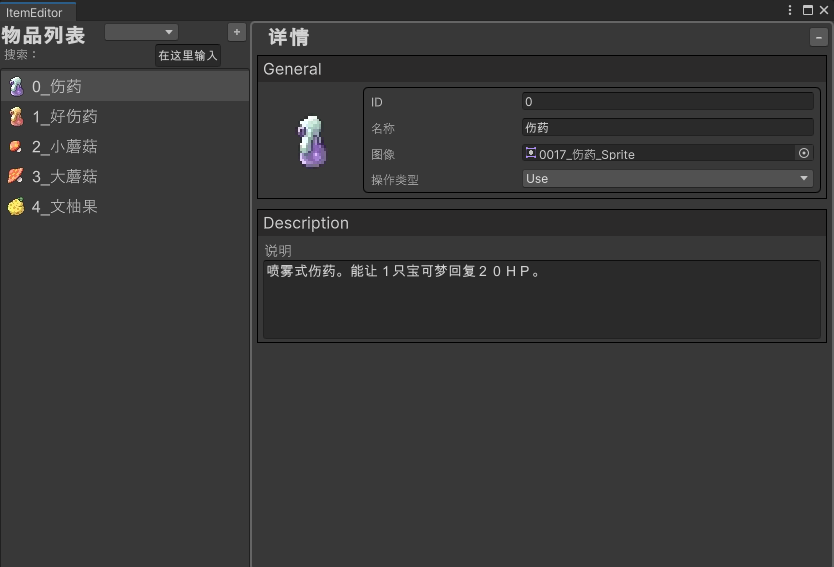 ItemEditor
物品列表
+
搜索：
在这里输入
0_伤药
1_好伤药
2_小蘑菇
3_大蘑菇
4_文柚果
详情
-
General
ID
0
名称
伤药
图像
0017_伤药_Sprite
操作类型
Use
Description
说明
喷雾式伤药。能让１只宝可梦回复２０ＨＰ。